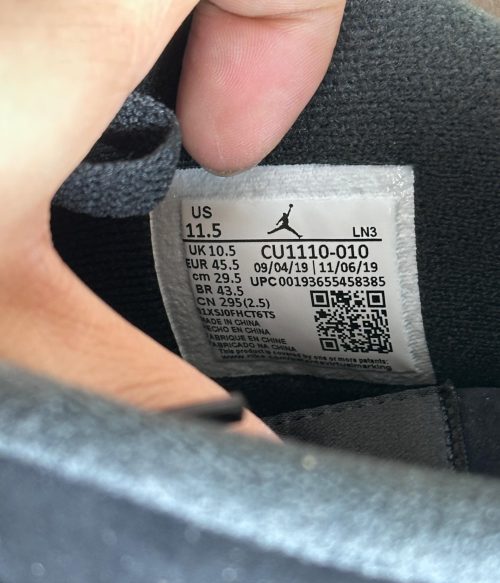 US
11.5 LN3
UK 10.5 CU1110-010
EUR 45.5 09/04/19 | 11/06/19
cm 29.5 UPC 00193655458385
BR 43.5
CN 295(2.5)
1XSJ0FHCT6TS
MADE IN CHINA
HECHO EN CHINA
FABRIQUE EN CHINE
FABRICADO NA CHINA
This product is covered by one or more patents: